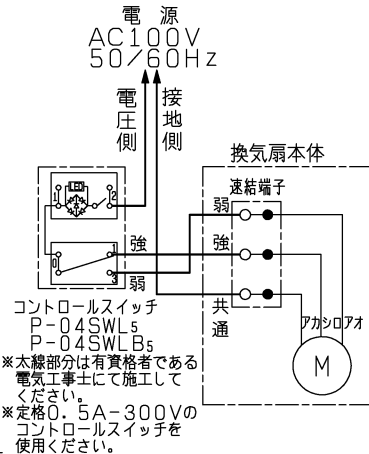 電 源
AC100V
50/60Hz
電圧側
接地側
換気扇本体
速結端子
LED
1
2
弱
強
強
0
1
3
弱
共通
アカ シロ アオ
M
コントロールスイッチ
P-04SWL5
P-04SWLB5
※太線部分は有資格者である
電気工事士にて施工して
ください。
※定格0.5A-300Vの
コントロールスイッチを
使用ください。